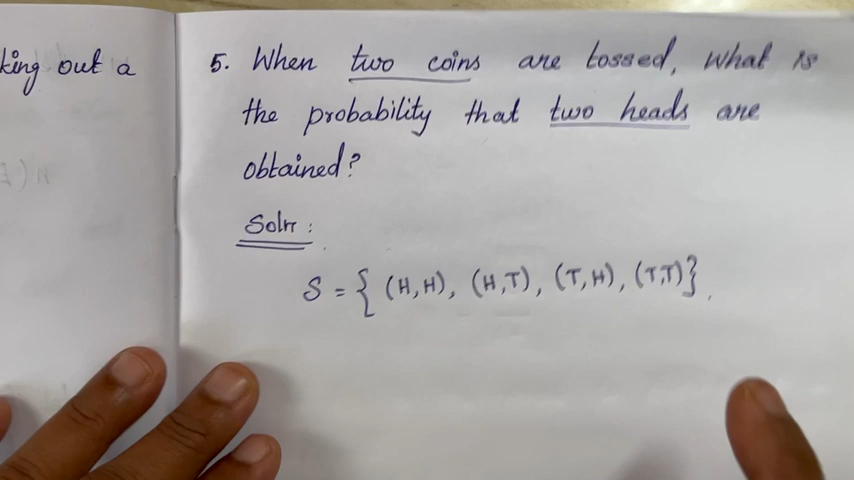 king out a
5. When two coins are tossed, what is
the probability that two heads are
obtained?
Soln:
S = { (H,H), (H,T), (T,H), (T,T)}.